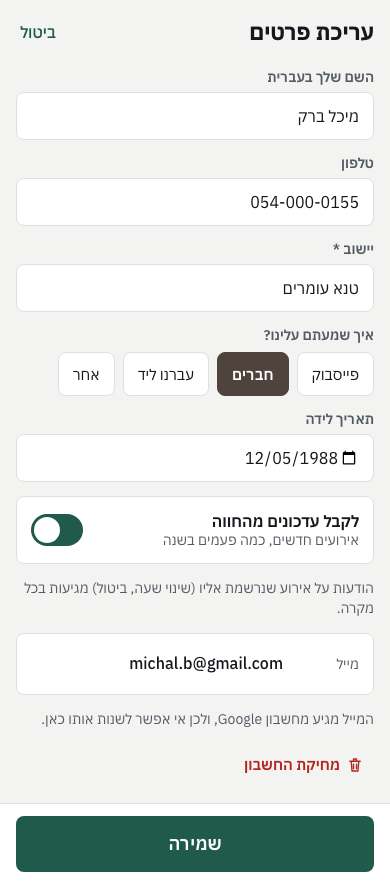 עריכת פרטים
ביטול
השם שלך בעברית
מיכל ברק
טלפון
054-000-0155
יישוב *
טנא עומרים
איך שמעתם עלינו?
פייסבוק
חברים
עברנו ליד
אחר
תאריך לידה
12/05/1988
לקבל עדכונים מהחווה
אירועים חדשים, כמה פעמים בשנה
הודעות על אירוע שנרשמת אליו (שינוי שעה, ביטול) מגיעות בכל
מקרה.
מייל
michal.b@gmail.com
המייל מגיע מחשבון Google, ולכן אי אפשר לשנות אותו כאן.
מחיקת החשבון
שמירה